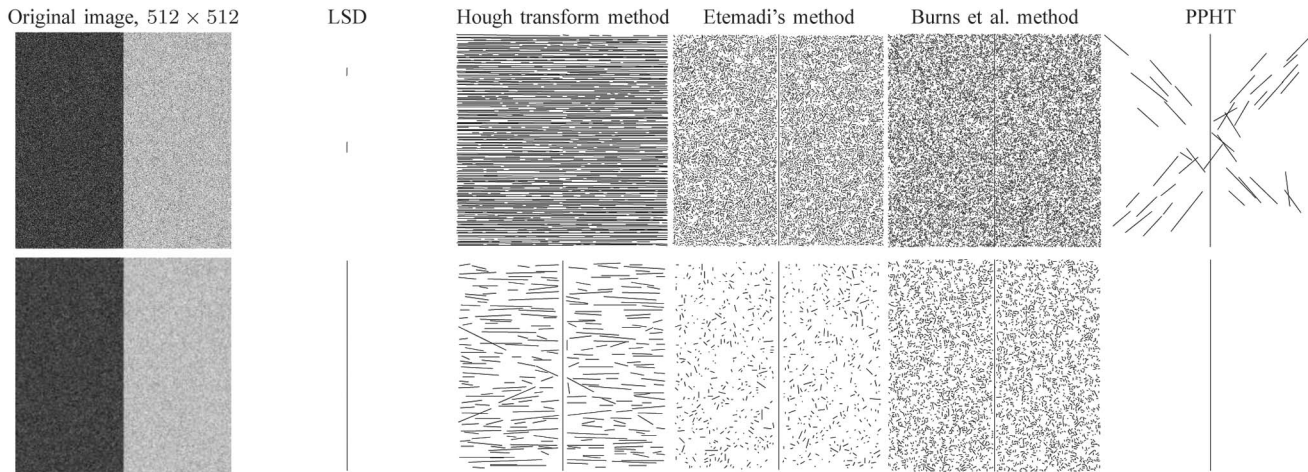 Original image, 512 × 512 LSD Hough transform method Etemadi's method Burns et al. method PPHT